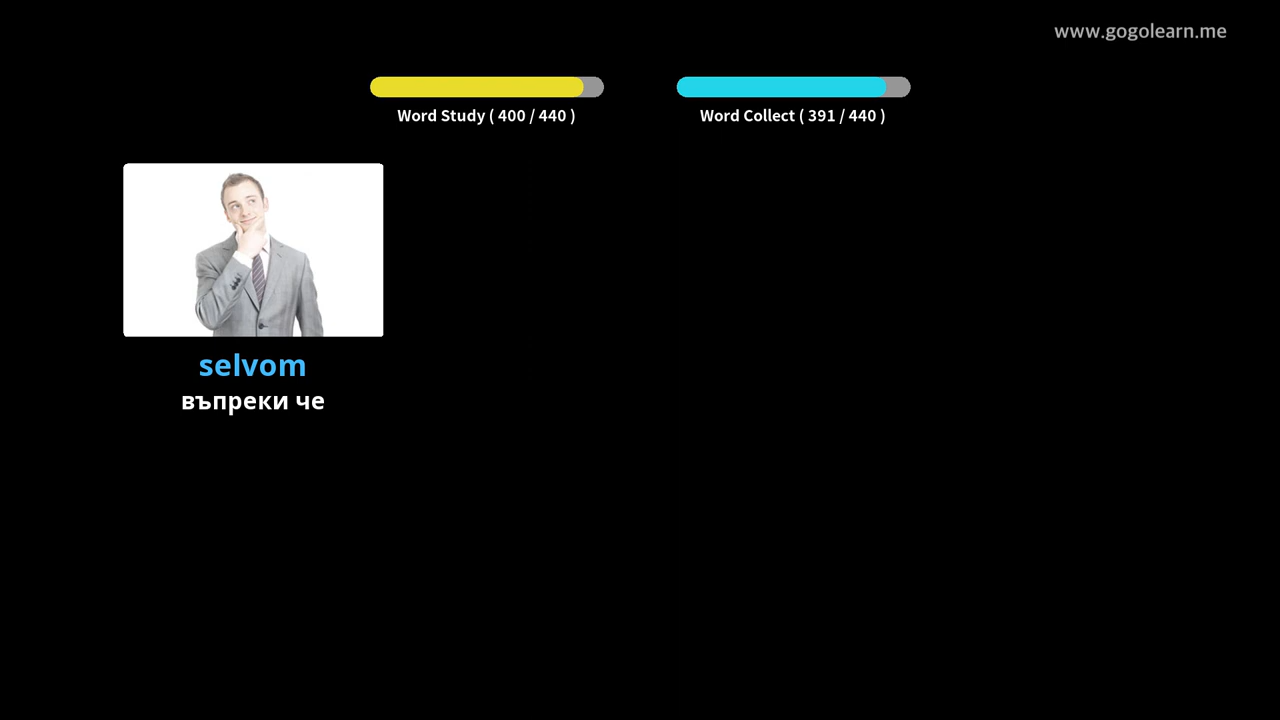 www.gogolearn.me
Word Study ( 400 / 440 )
Word Collect ( 391 / 440 )
selvom
въпреки че